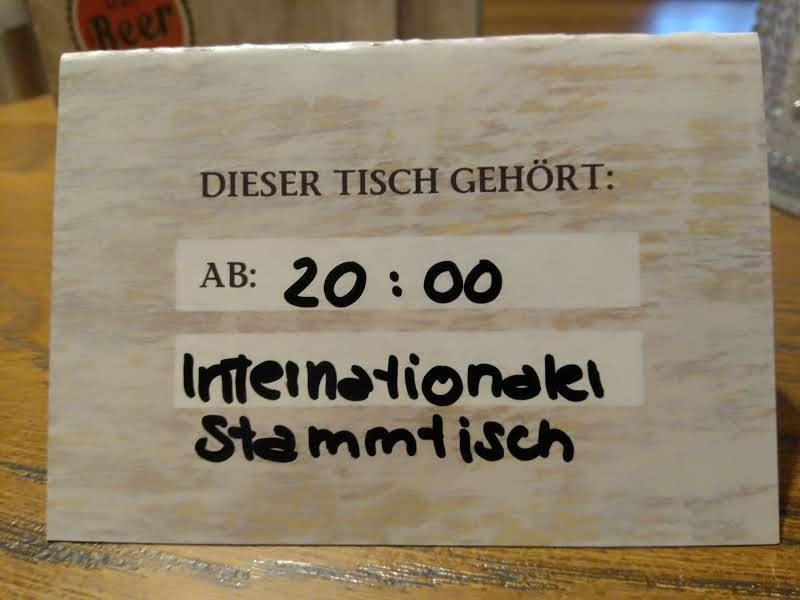 Beer
DIESER TISCH GEHÖRT:
AB: 20:00
Internationaler
Stammtisch